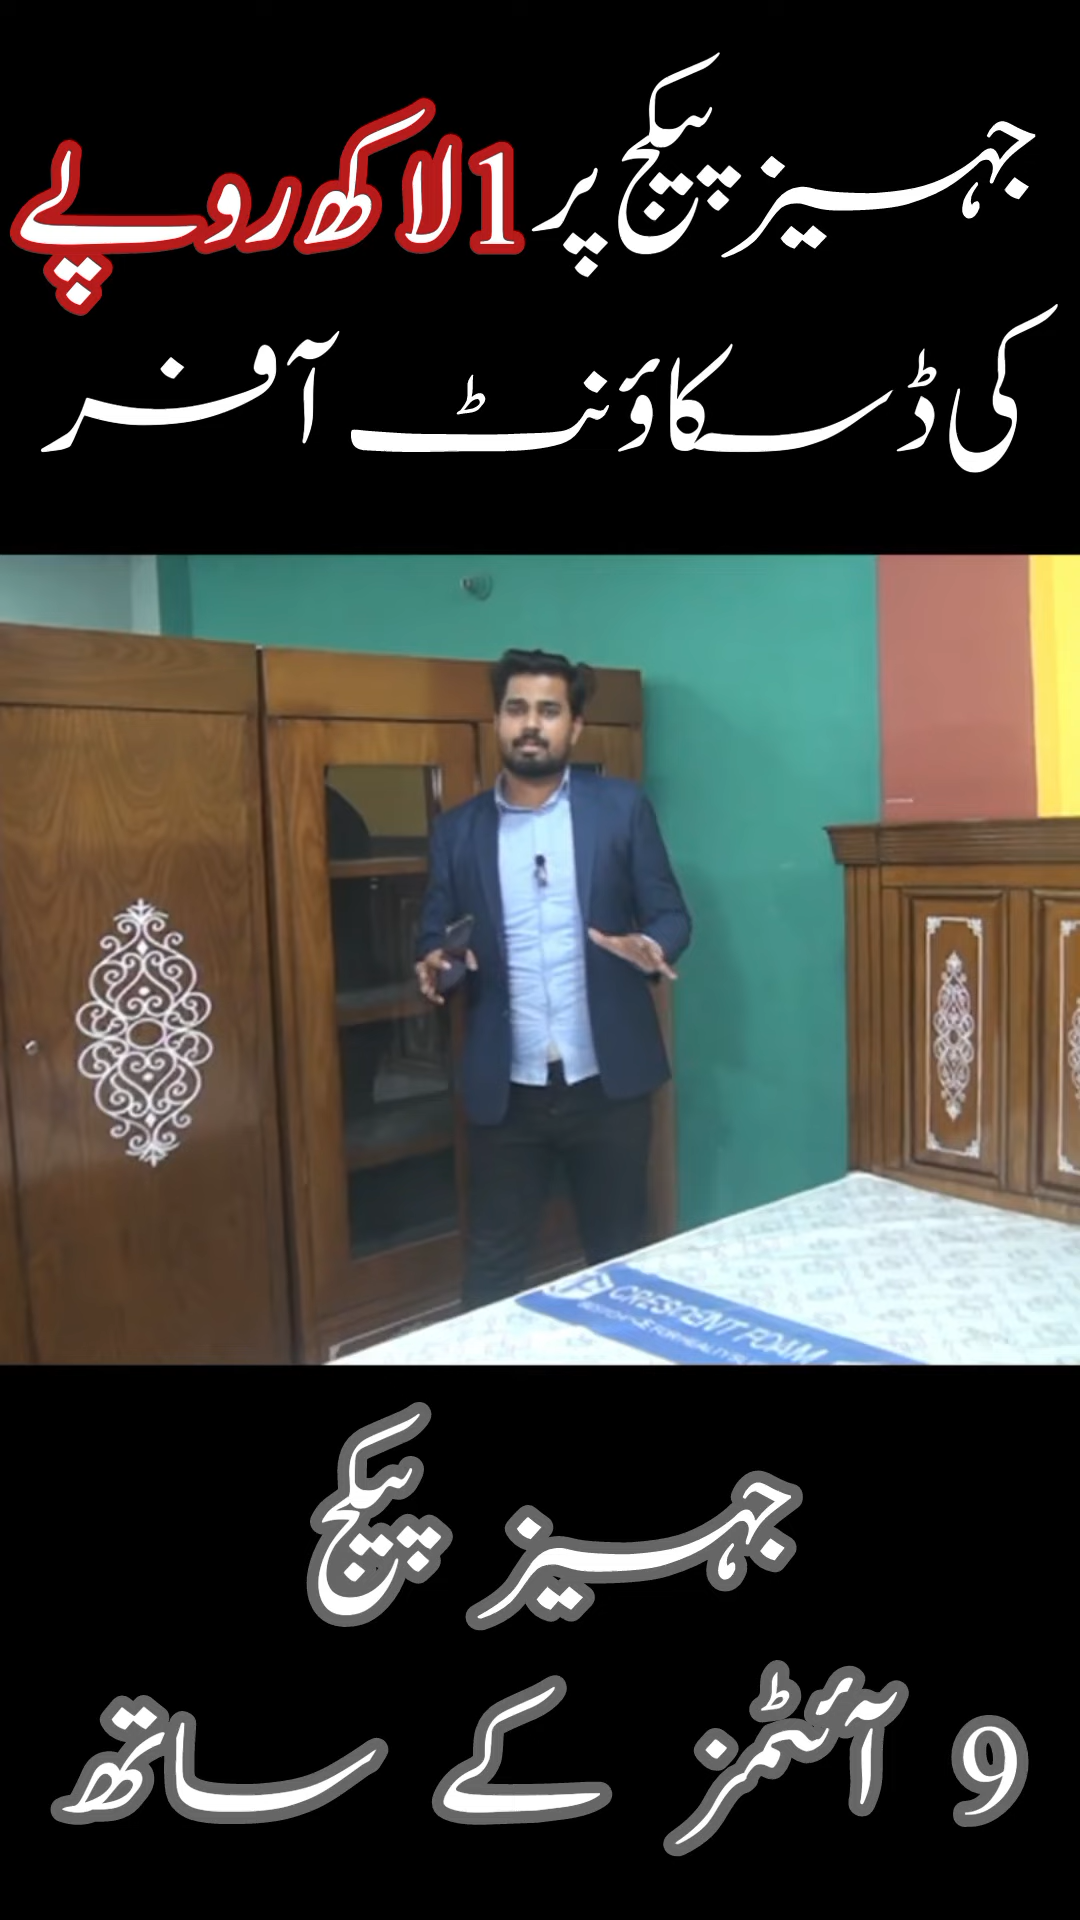 جہیز پیکج پر 1 لاکھ روپے
کی ڈسکاؤنٹ آفر
CRESCENT FOAM
جہیز پیکج
9 آئٹمز کے ساتھ